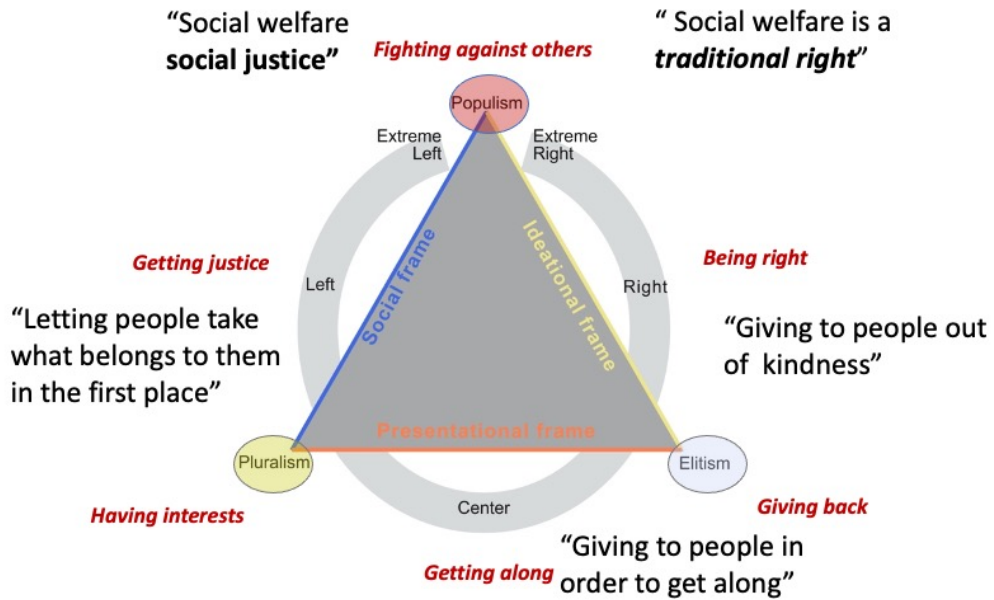 “Social welfare
social justice”
Fighting against others
“ Social welfare is a
traditional right”
Populism
Extreme
Left
Extreme
Right
Getting justice
Left
Social frame
Ideational frame
Right
Being right
“Letting people take
what belongs to them
in the first place”
“Giving to people out
of kindness”
Presentational frame
Pluralism
Elitism
Having interests
Center
Giving back
Getting along
“Giving to people in
order to get along”